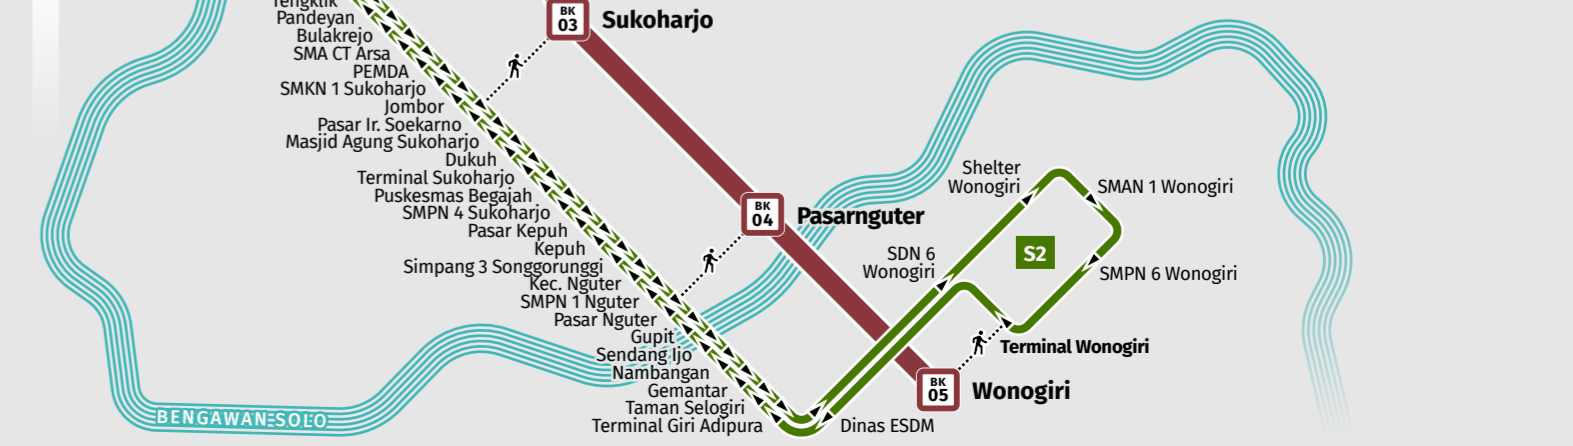 Tengklik
Pandeyan
Bulakrejo
SMA CT Arsa
PEMDA
SMKN 1 Sukoharjo
Jombor
Pasar Ir. Soekarno
Masjid Agung Sukoharjo
Dukuh
Terminal Sukoharjo
Puskesmas Begajah
SMPN 4 Sukoharjo
Pasar Kepuh
Kepuh
Simpang 3 Songgorunggi
Kec. Nguter
SMPN 1 Nguter
Pasar Nguter
Gupit
Sendang Ijo
Nambangan
Gemantar
Taman Selogiri
Terminal Giri Adipura
Dinas ESDM
BK
03
Sukoharjo
BK
04
Pasarnguter
BK
05
Wonogiri
SDN 6
Wonogiri
Shelter
Wonogiri
SMAN 1 Wonogiri
S2
SMPN 6 Wonogiri
Terminal Wonogiri
BENGAWAN SOLO